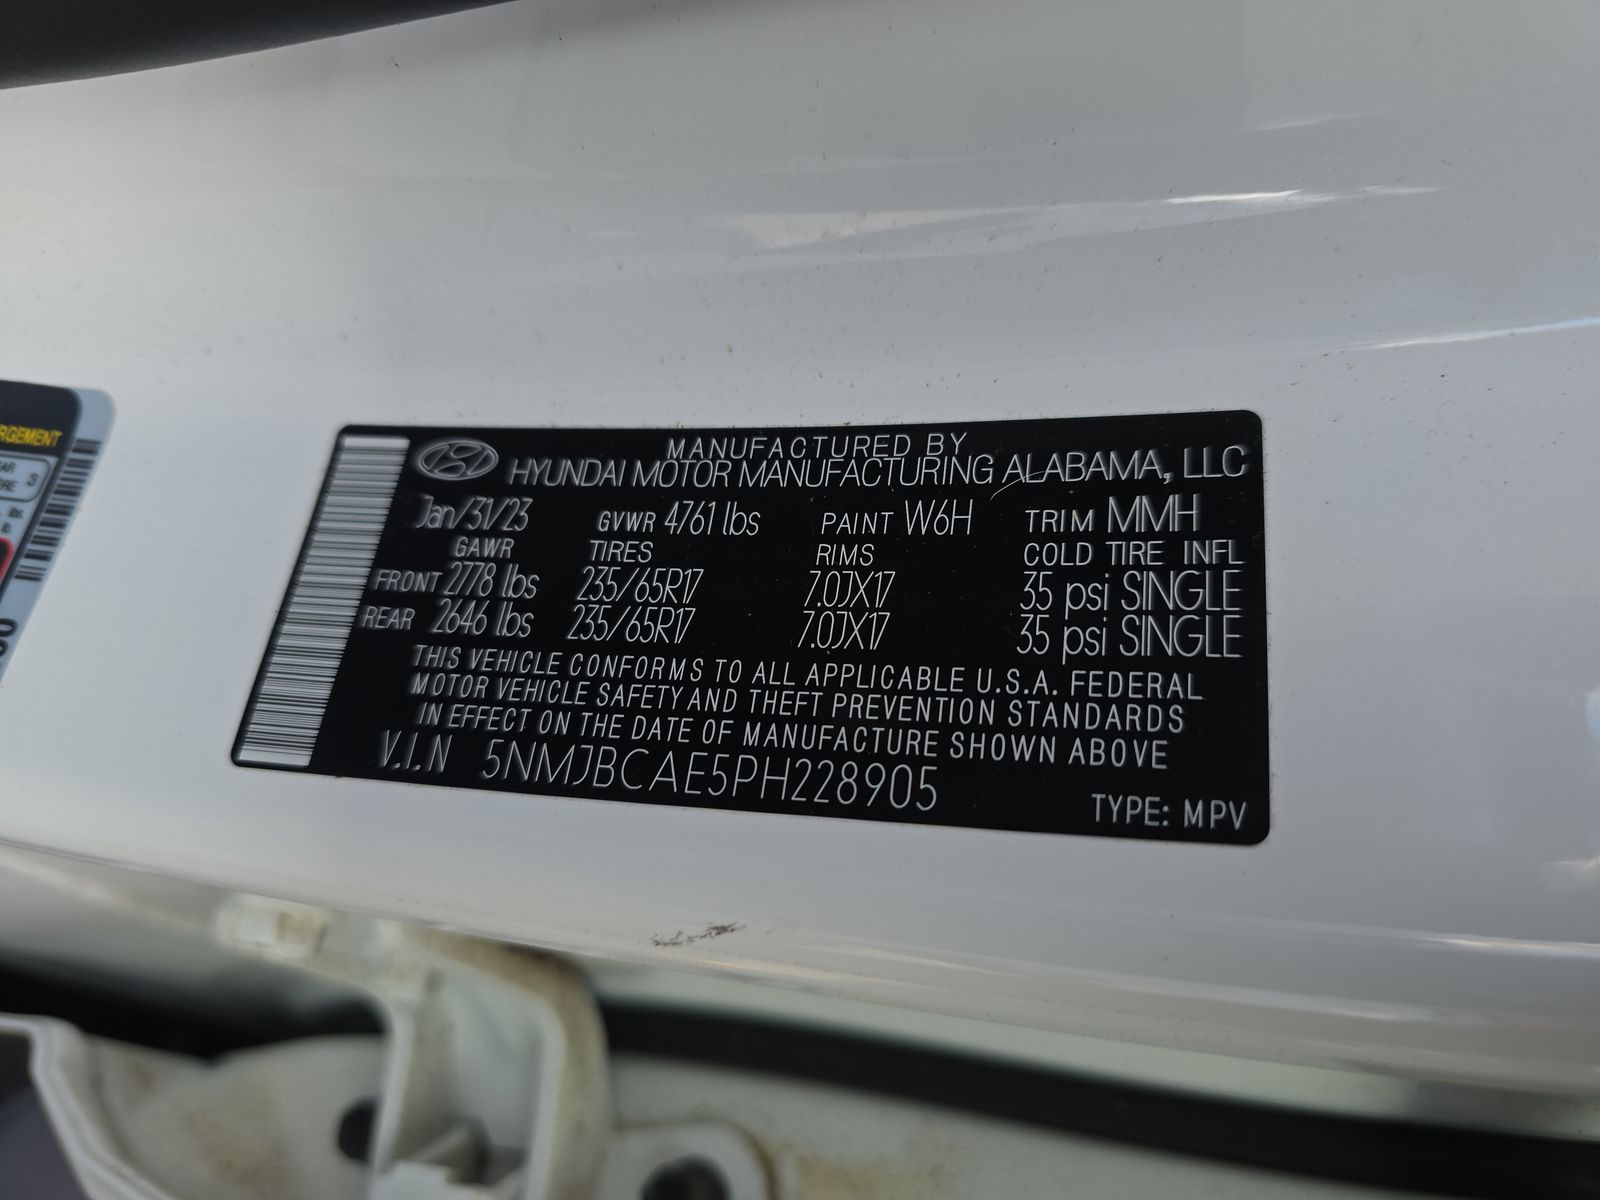 MANUFACTURED BY
HYUNDAI MOTOR MANUFACTURING ALABAMA, LLC
Jan/31/23 GVWR 4761 lbs PAINT W6H TRIM MMH
GAWR TIRES RIMS COLD TIRE INFL
FRONT 2778 lbs 235/65R17 7.0JX17 35 psi SINGLE
REAR 2646 lbs 235/65R17 7.0JX17 35 psi SINGLE
THIS VEHICLE CONFORMS TO ALL APPLICABLE U.S.A. FEDERAL
MOTOR VEHICLE SAFETY AND THEFT PREVENTION STANDARDS
IN EFFECT ON THE DATE OF MANUFACTURE SHOWN ABOVE
V.I.N 5NMJBCAE5PH228905
TYPE: MPV